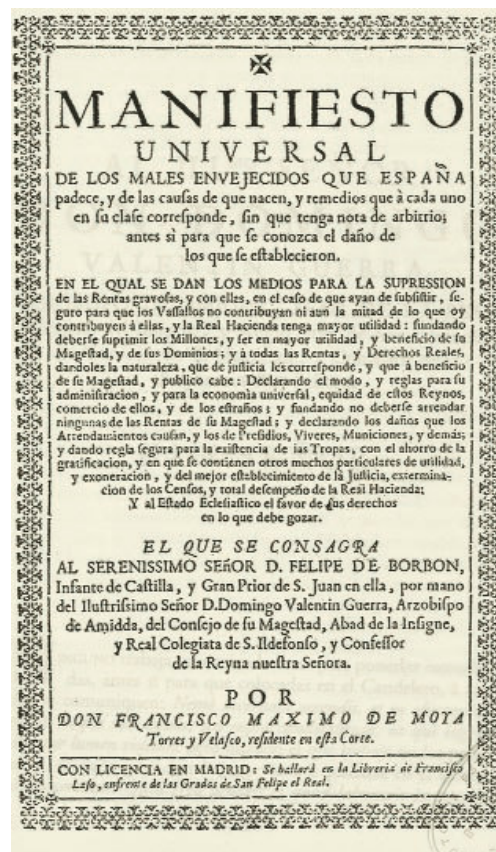 MANIFIESTO
UNIVERSAL
DE LOS MALES ENVEJECIDOS QUE ESPAÑA
padece, y de las causas de que nacen, y remedios que à cada uno
en su clase corresponde, sin que tenga nota de arbitrio;
antes sì para que se conozca el daño de
los que se establecieron.
EN EL QUAL SE DAN LOS MEDIOS PARA LA SUPRESSION
de las Rentas gravosas, y con ellas, en el caso de que ayan de subsistir, se-
guro para que los Vassallos no contribuyan ni aun la mitad de lo que oy
contribuyen à ellas, y la Real Hacienda tenga mayor utilidad: fundando
deberse suprimir los Millones, y ser en mayor utilidad, y beneficio de su
Magestad, y de sus Dominios; y à todas las Rentas, y Derechos Reales,
dandoles la naturaleza, que de justicia les corresponde, y que à beneficio
de su Magestad, y publico cabe: Declarando el modo, y reglas para su
administracion, y para la economia universal, equidad de estos Reynos,
comercio de ellos, y de los estraños; y fundando no deberse arrendar
ningunas de las Rentas de su Magestad; y declarando los daños que los
Arrendamientos causan, y los de Presidios, Viveres, Municiones, y demàs;
y dando regla segura para la existencia de las Tropas, con el ahorro de la
gratificacion, y en que se contienen otros muchos particulares de utilidad,
y exoneracion, y del mejor establecimiento de la Justicia, extermina-
cion de los Censos, y total desempeño de la Real Hacienda;
Y al Estado Eclesiastico el favor de sus derechos
en lo que debe gozar.
EL QUE SE CONSAGRA
AL SERENISSIMO SEÑOR D. FELIPE DE BORBON,
Infante de Castilla, y Gran Prior de S. Juan en ella, por mano
del Ilustrissimo Señor D. Domingo Valentin Guerra, Arzobispo
de Amidda, del Consejo de su Magestad, Abad de la Insigne,
y Real Colegiata de S. Ildefonso, y Confessor
de la Reyna nuestra Señora.
POR
DON FRANCISCO MAXIMO DE MOYA
Torres y Velasco, residente en esta Corte.
CON LICENCIA EN MADRID: Se hallarà en la Libreria de Francisco
Laso, enfrente de las Gradas de San Felipe el Real.